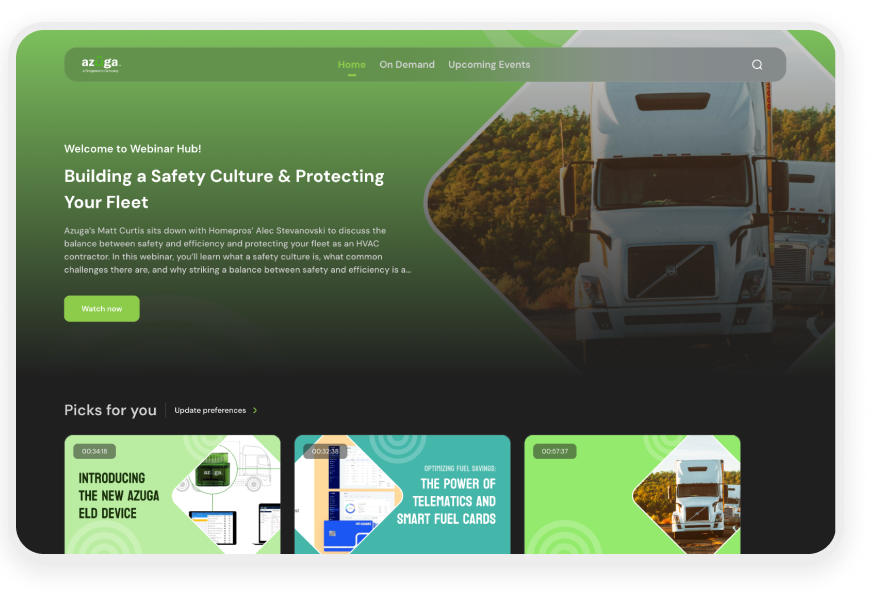 azuga
Home On Demand Upcoming Events
Welcome to Webinar Hub!
Building a Safety Culture & Protecting
Your Fleet
Azuga's Matt Curtis sits down with Homepros' Alec Stevanovski to discuss the
balance between safety and efficiency and protecting your fleet as an HVAC
contractor. In this webinar, you'll learn what a safety culture is, what common
challenges there are, and why striking a balance between safety and efficiency is a...
Watch now
Picks for you
Update preferences
00:34:18
INTRODUCING
THE NEW AZUGA
ELD DEVICE
azuga
00:32:38
OPTIMIZING FUEL SAVINGS:
THE POWER OF
TELEMATICS AND
SMART FUEL CARDS
00:57:37